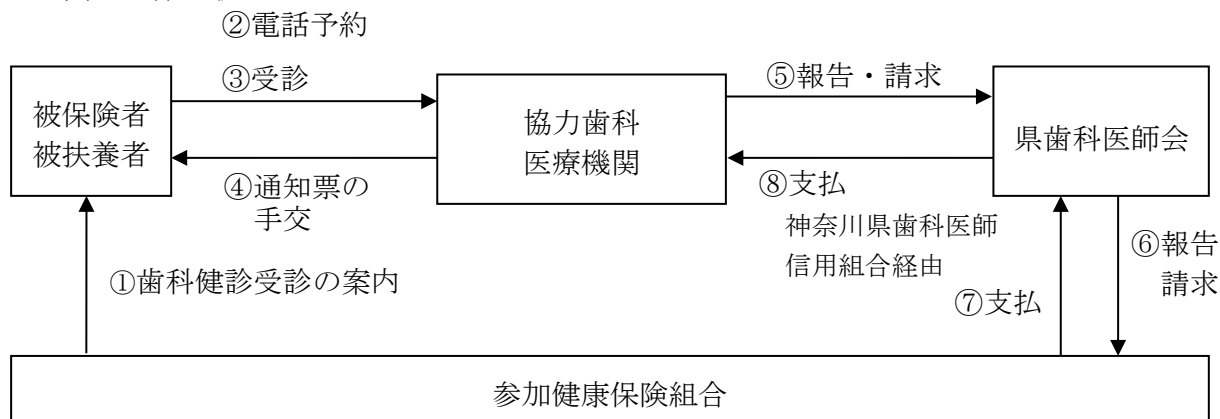 ②電話予約
③受診
⑤報告・請求
被保険者
被扶養者
協力歯科
医療機関
県歯科医師会
④通知票の
手交
⑧支払
神奈川県歯科医師
信用組合経由
⑥報告
請求
①歯科健診受診の案内
⑦支払
参加健康保険組合